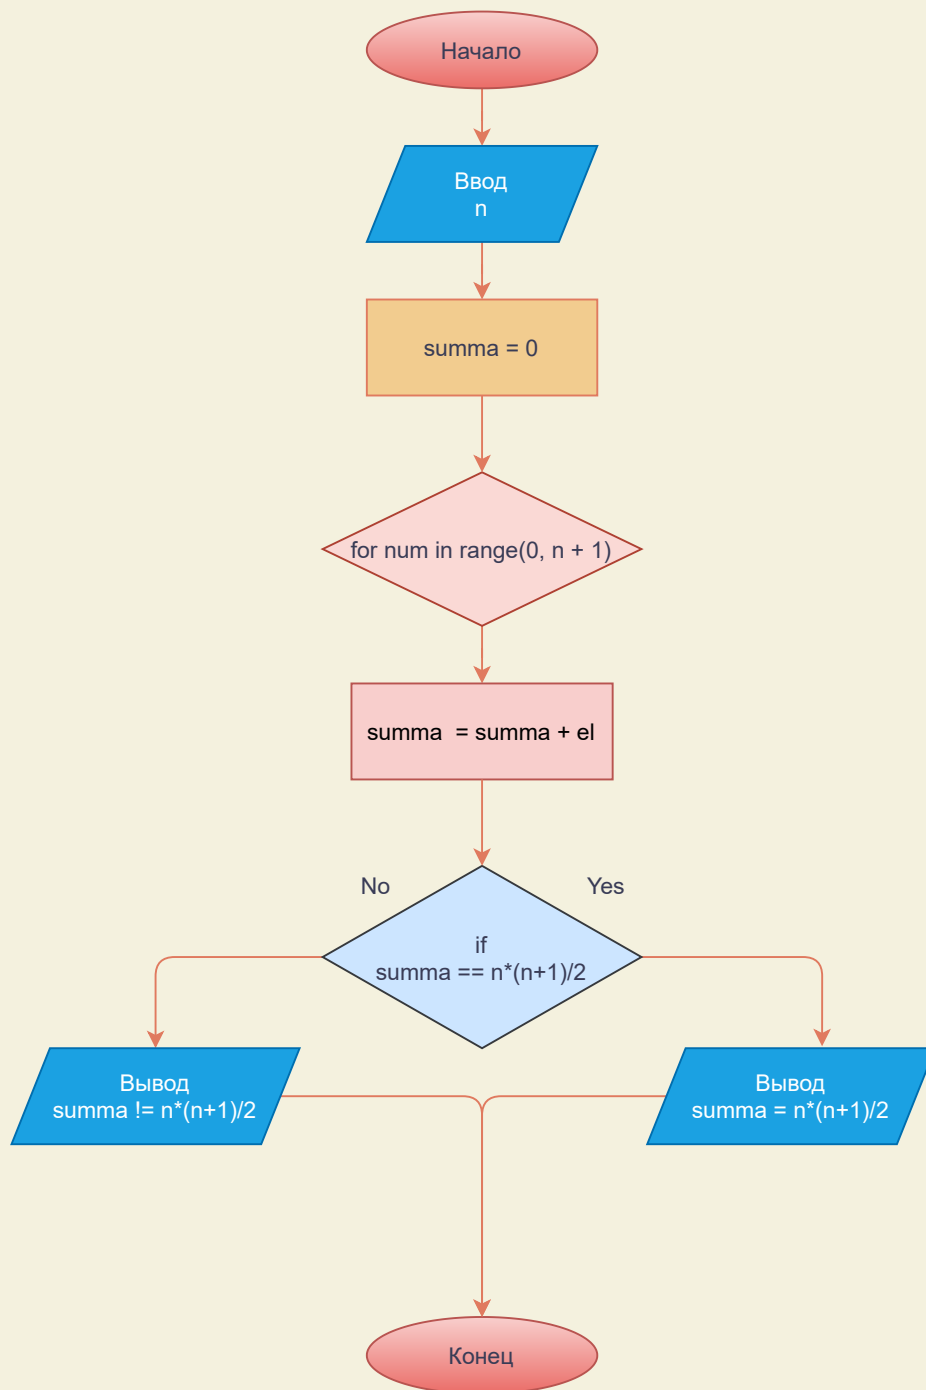 Начало
Ввод
n
summa = 0
for num in range(0, n + 1)
summa  = summa + el
No
Yes
if
summa == n*(n+1)/2
Вывод
summa != n*(n+1)/2
Вывод
summa = n*(n+1)/2
Конец